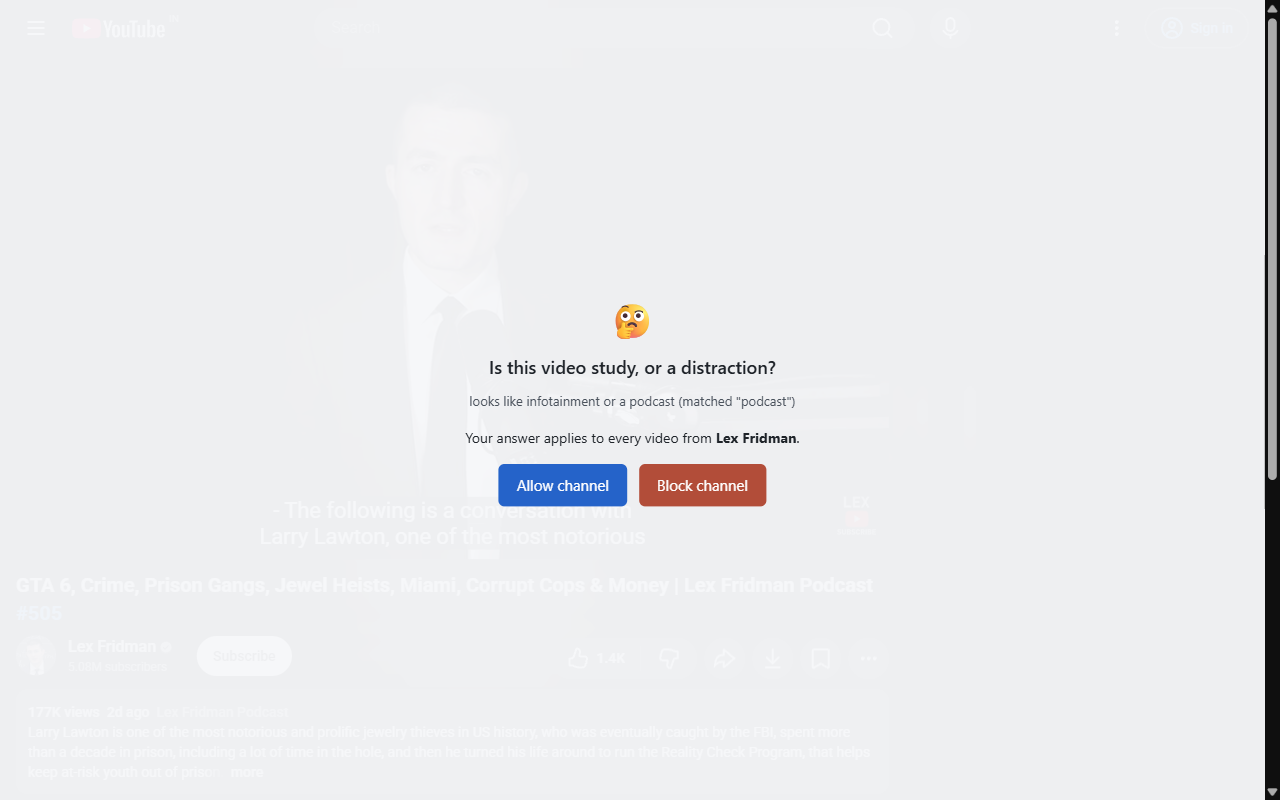 YouTube
Sign in
🤔
Is this video study, or a distraction?
looks like infotainment or a podcast (matched "podcast")
Your answer applies to every video from Lex Fridman.
Allow channel
Block channel
- The following is a conversation with
Larry Lawton, one of the most notorious
LEX
GTA 6, Crime, Prison Gangs, Jewel Heists, Miami, Corrupt Cops & Money | Lex Fridman Podcast
#505
Lex Fridman
Subscribe
1.4K
177K views 2d ago Lex Fridman Podcast
Larry Lawton is one of the most notorious and prolific jewelry thieves in US history, who was eventually caught by the FBI, spent more
than a decade in prison, including a lot of time in the hole, and then he turned his life around to run the Reality Check Program, that helps
keep at-risk youth out of prison. ...more